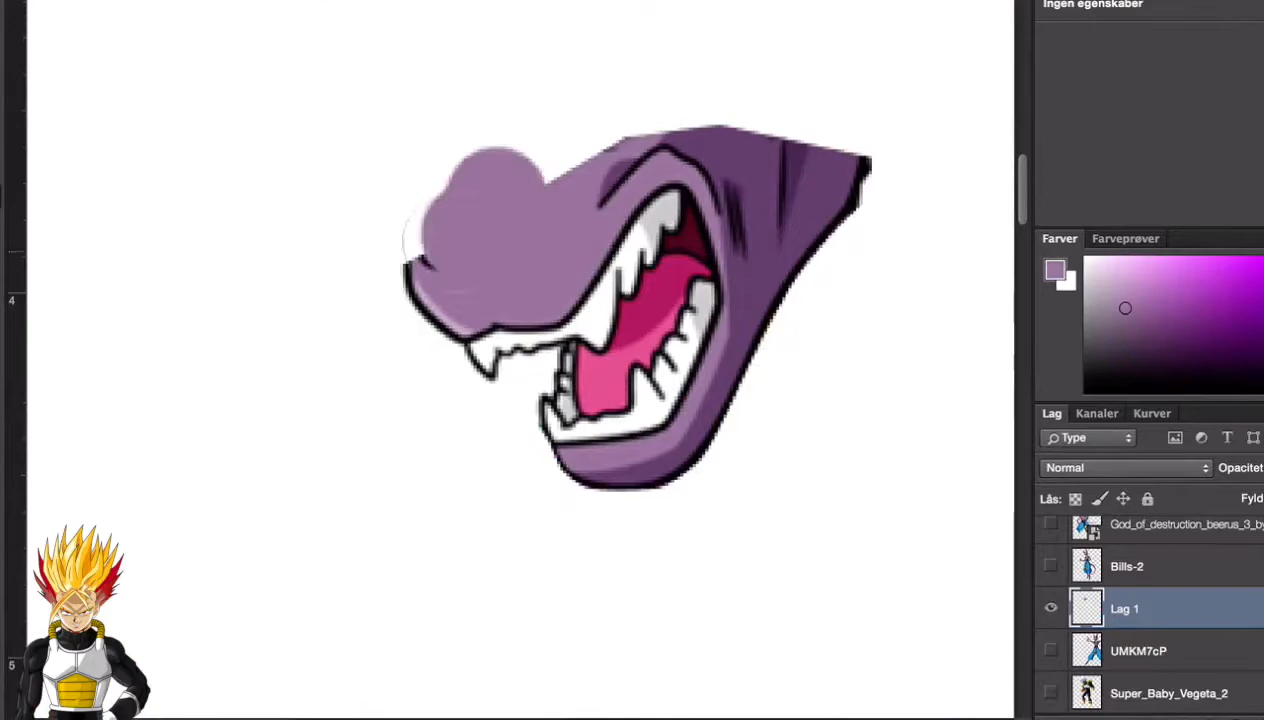 Ingen egenskaber
Farver Farveprøver
4
Lag Kanaler Kurver
Type
Normal Opacitet
Lås: Fyld
God_of_destruction_beerus_3_by
Bills-2
Lag 1
UMKM7cP
5
Super_Baby_Vegeta_2